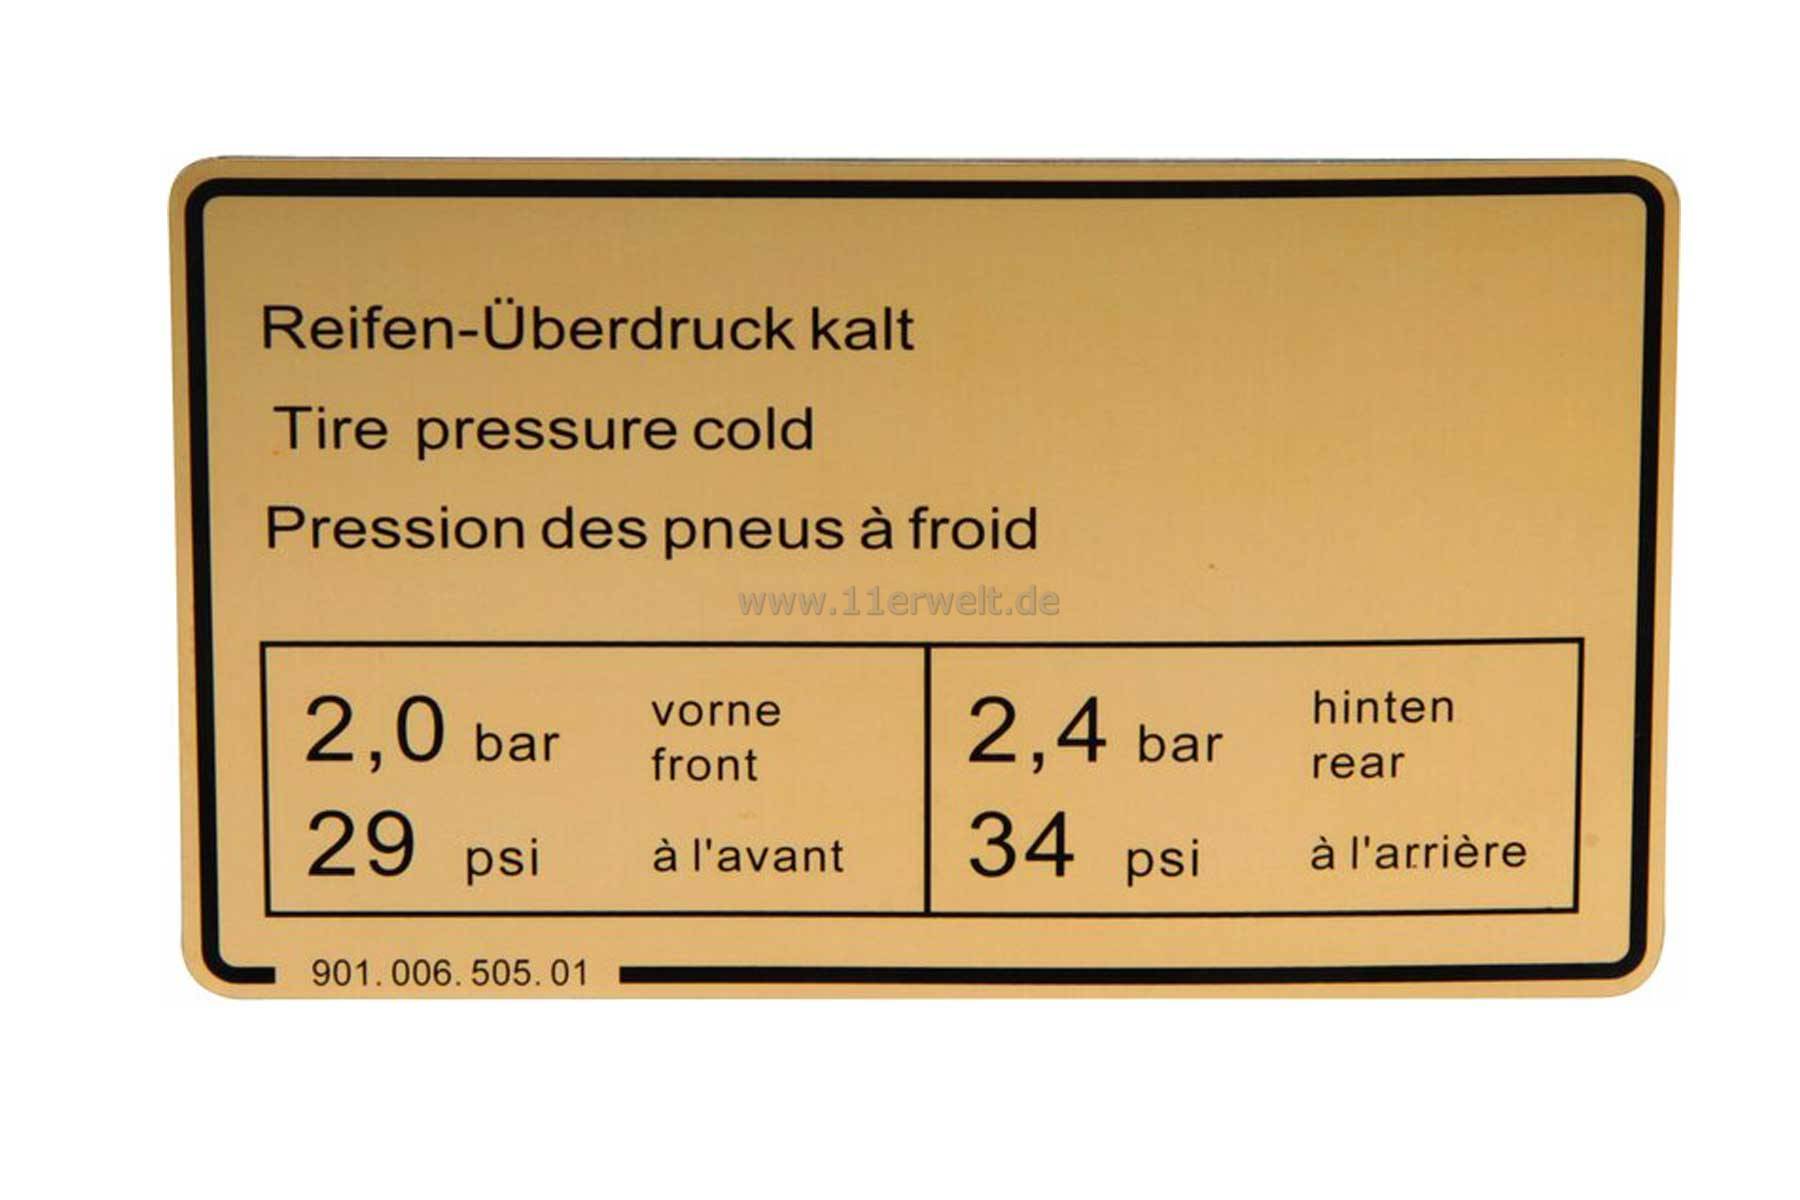 Reifen-Überdruck kalt
Tire pressure cold
Pression des pneus à froid
www.11erwelt.de
2,0 bar vorne
front
29 psi à l'avant
2,4 bar hinten
rear
34 psi à l'arrière
901.006.505.01